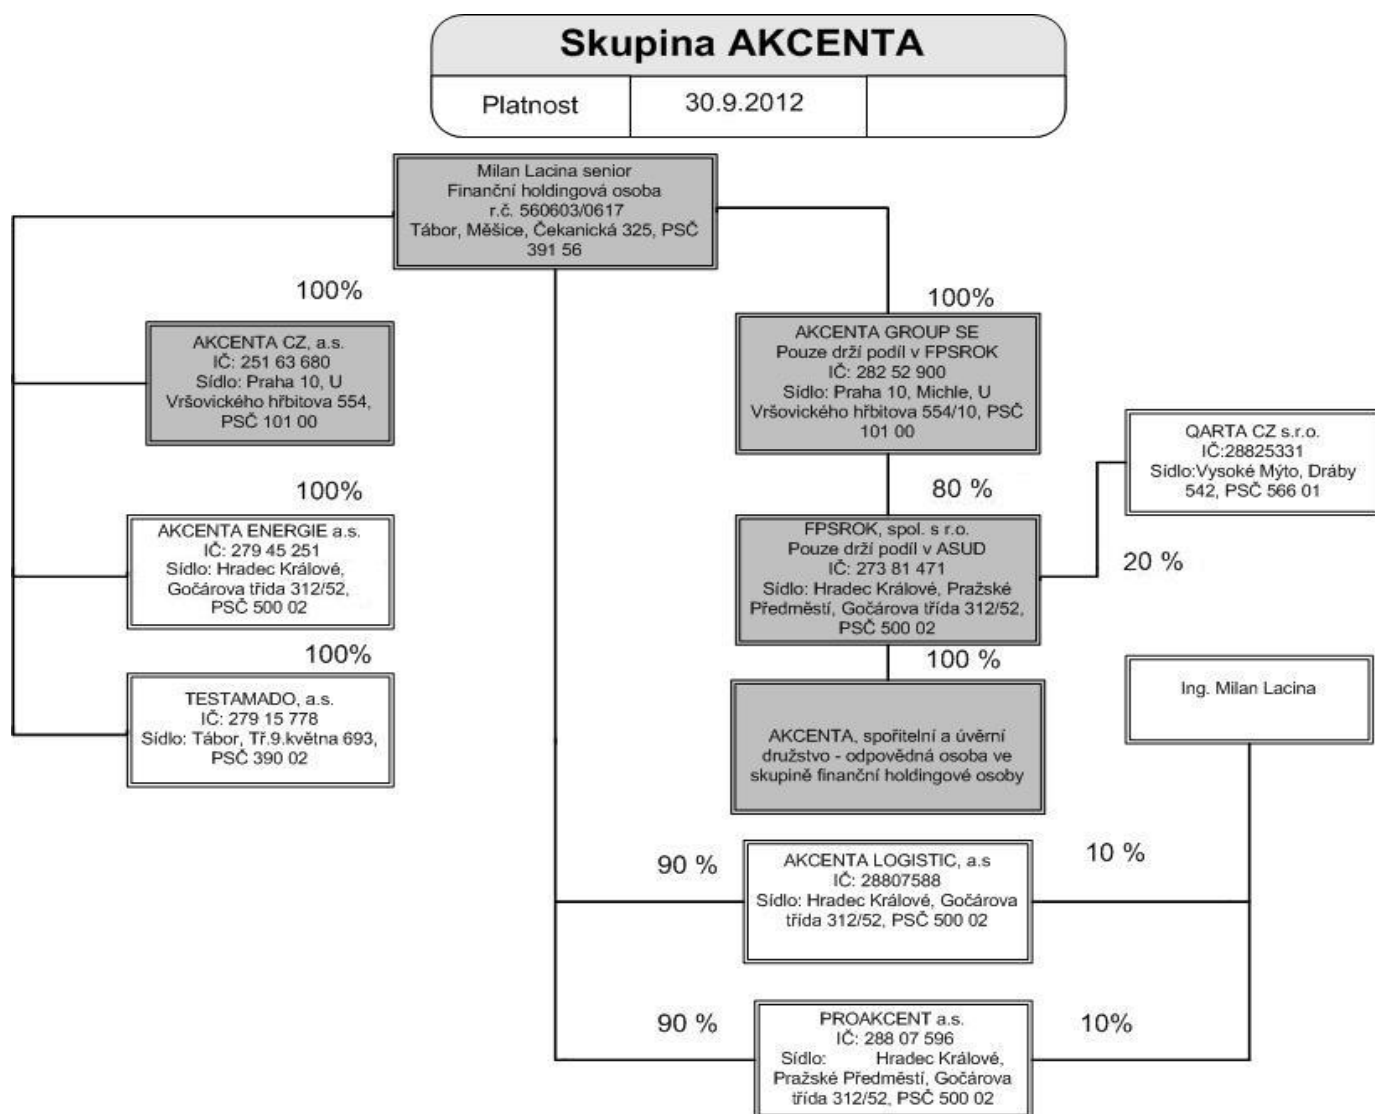 Skupina AKCENTA
Platnost 30.9.2012
Milan Lacina senior
Finanční holdingová osoba
r.č. 560603/0617
Tábor, Měšice, Čekanická 325, PSČ
391 56
100%
AKCENTA CZ, a.s.
IČ: 251 63 680
Sídlo: Praha 10, U
Vršovického hřbitova 554,
PSČ 101 00
100%
AKCENTA ENERGIE a.s.
IČ: 279 45 251
Sídlo: Hradec Králové,
Gočárova třída 312/52,
PSČ 500 02
100%
TESTAMADO, a.s.
IČ: 279 15 778
Sídlo: Tábor, Tř.9.května 693,
PSČ 390 02
100%
AKCENTA GROUP SE
Pouze drží podíl v FPSROK
IČ: 282 52 900
Sídlo: Praha 10, Michle, U
Vršovického hřbitova 554/10, PSČ
101 00
80 %
FPSROK, spol. s r.o.
Pouze drží podíl v ASUD
IČ: 273 81 471
Sídlo: Hradec Králové, Pražské
Předměstí, Gočárova třída 312/52,
PSČ 500 02
QARTA CZ s.r.o.
IČ:28825331
Sídlo:Vysoké Mýto, Dráby
542, PSČ 566 01
20 %
100 %
AKCENTA, spořitelní a úvěrní
družstvo - odpovědná osoba ve
skupině finanční holdingové osoby
Ing. Milan Lacina
90 %
AKCENTA LOGISTIC, a.s
IČ: 28807588
Sídlo: Hradec Králové, Gočárova
třída 312/52, PSČ 500 02
10 %
90 %
PROAKCENT a.s.
IČ: 288 07 596
Sídlo: Hradec Králové,
Pražské Předměstí, Gočárova
třída 312/52, PSČ 500 02
10%